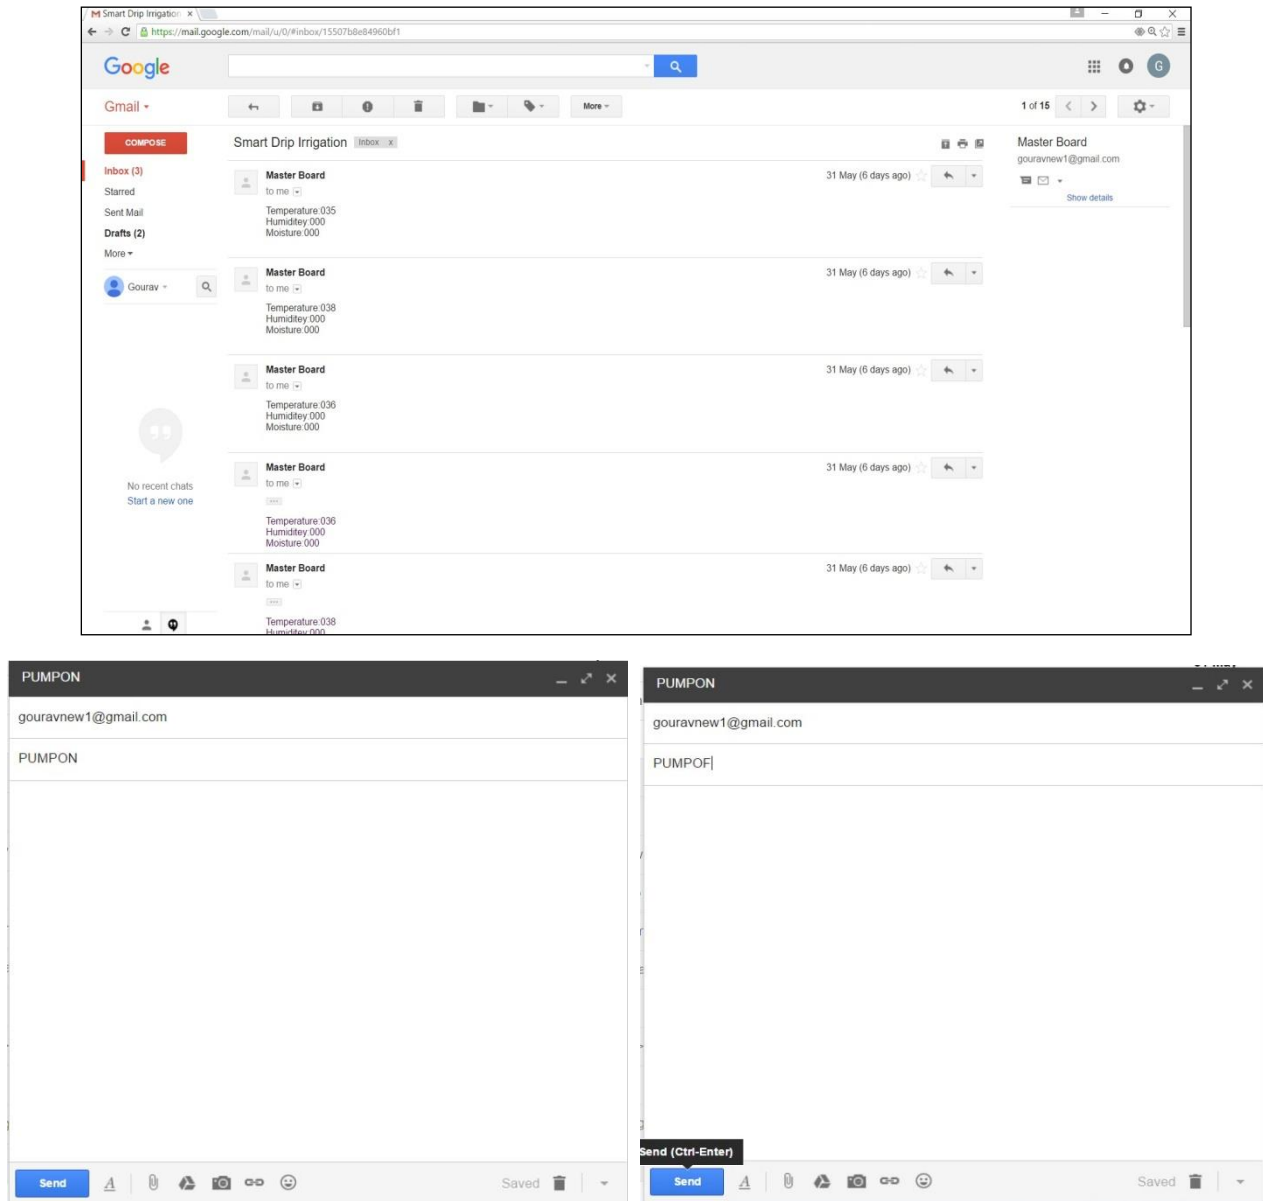 Smart Drip Irrigation
https://mail.google.com/mail/u/0/#inbox/15507b8e84960bf1
Google
G
Gmail
More
1 of 15
COMPOSE
Smart Drip Irrigation Inbox x
Master Board
gouravnew1@gmail.com
Show details
Inbox (3)
Starred
Sent Mail
Drafts (2)
More
Gourav
No recent chats
Start a new one
Master Board 31 May (6 days ago)
to me
Temperature:035
Humiditey:000
Moisture:000
Master Board 31 May (6 days ago)
to me
Temperature:038
Humiditey:000
Moisture:000
Master Board 31 May (6 days ago)
to me
Temperature:036
Humiditey:000
Moisture:000
Master Board 31 May (6 days ago)
to me
Temperature:036
Humiditey:000
Moisture:000
Master Board 31 May (6 days ago)
to me
Temperature:038
Humiditey:000
PUMPON
gouravnew1@gmail.com
PUMPON
Send Saved
PUMPON
gouravnew1@gmail.com
PUMPOF
Send (Ctrl-Enter)
Send Saved